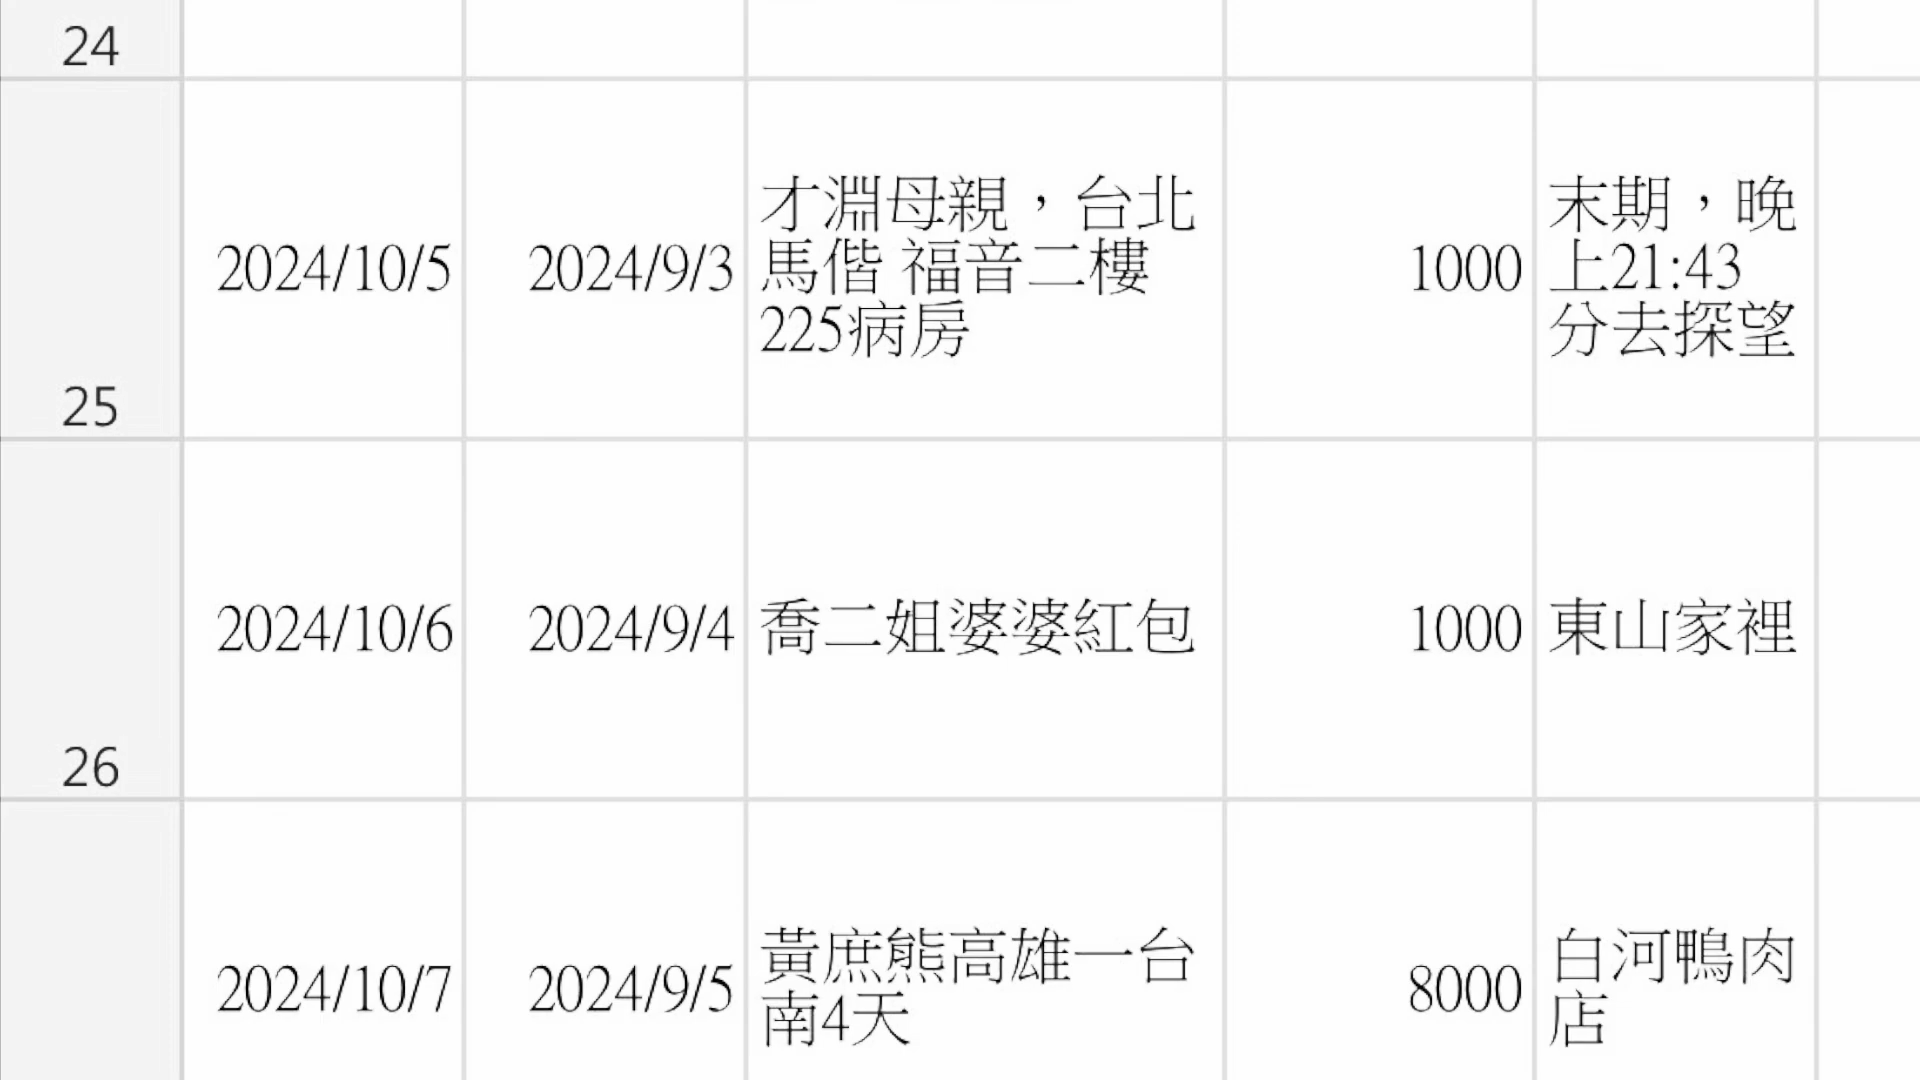 24
2024/10/5 2024/9/3 才淵母親，台北 1000 末期，晚
馬偕 福音二樓 上21:43
225病房 分去探望
25
2024/10/6 2024/9/4 喬二姐婆婆紅包 1000 東山家裡
26
2024/10/7 2024/9/5 黃庶熊高雄一台 8000 白河鴨肉
南4天 店